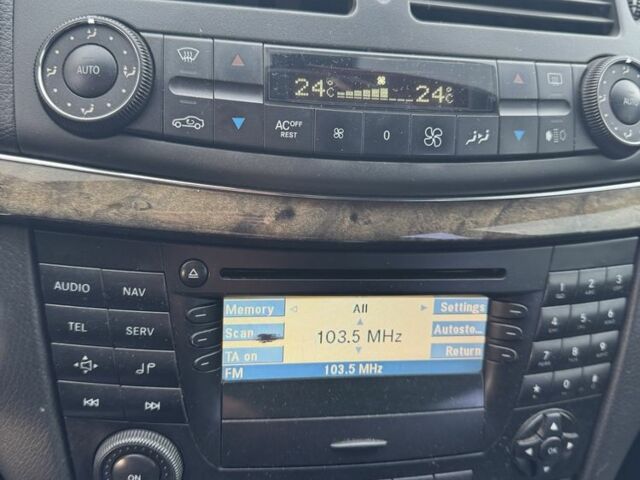 AUTO
24°C 24°C
AC OFF
REST
0
AUDIO NAV
TEL SERV
ON
Memory All Settings
Scan 103.5 MHz Autosto...
TA on Return
FM 103.5 MHz
1 2 3
4 5 6
7 8 9
* 0 #
OK